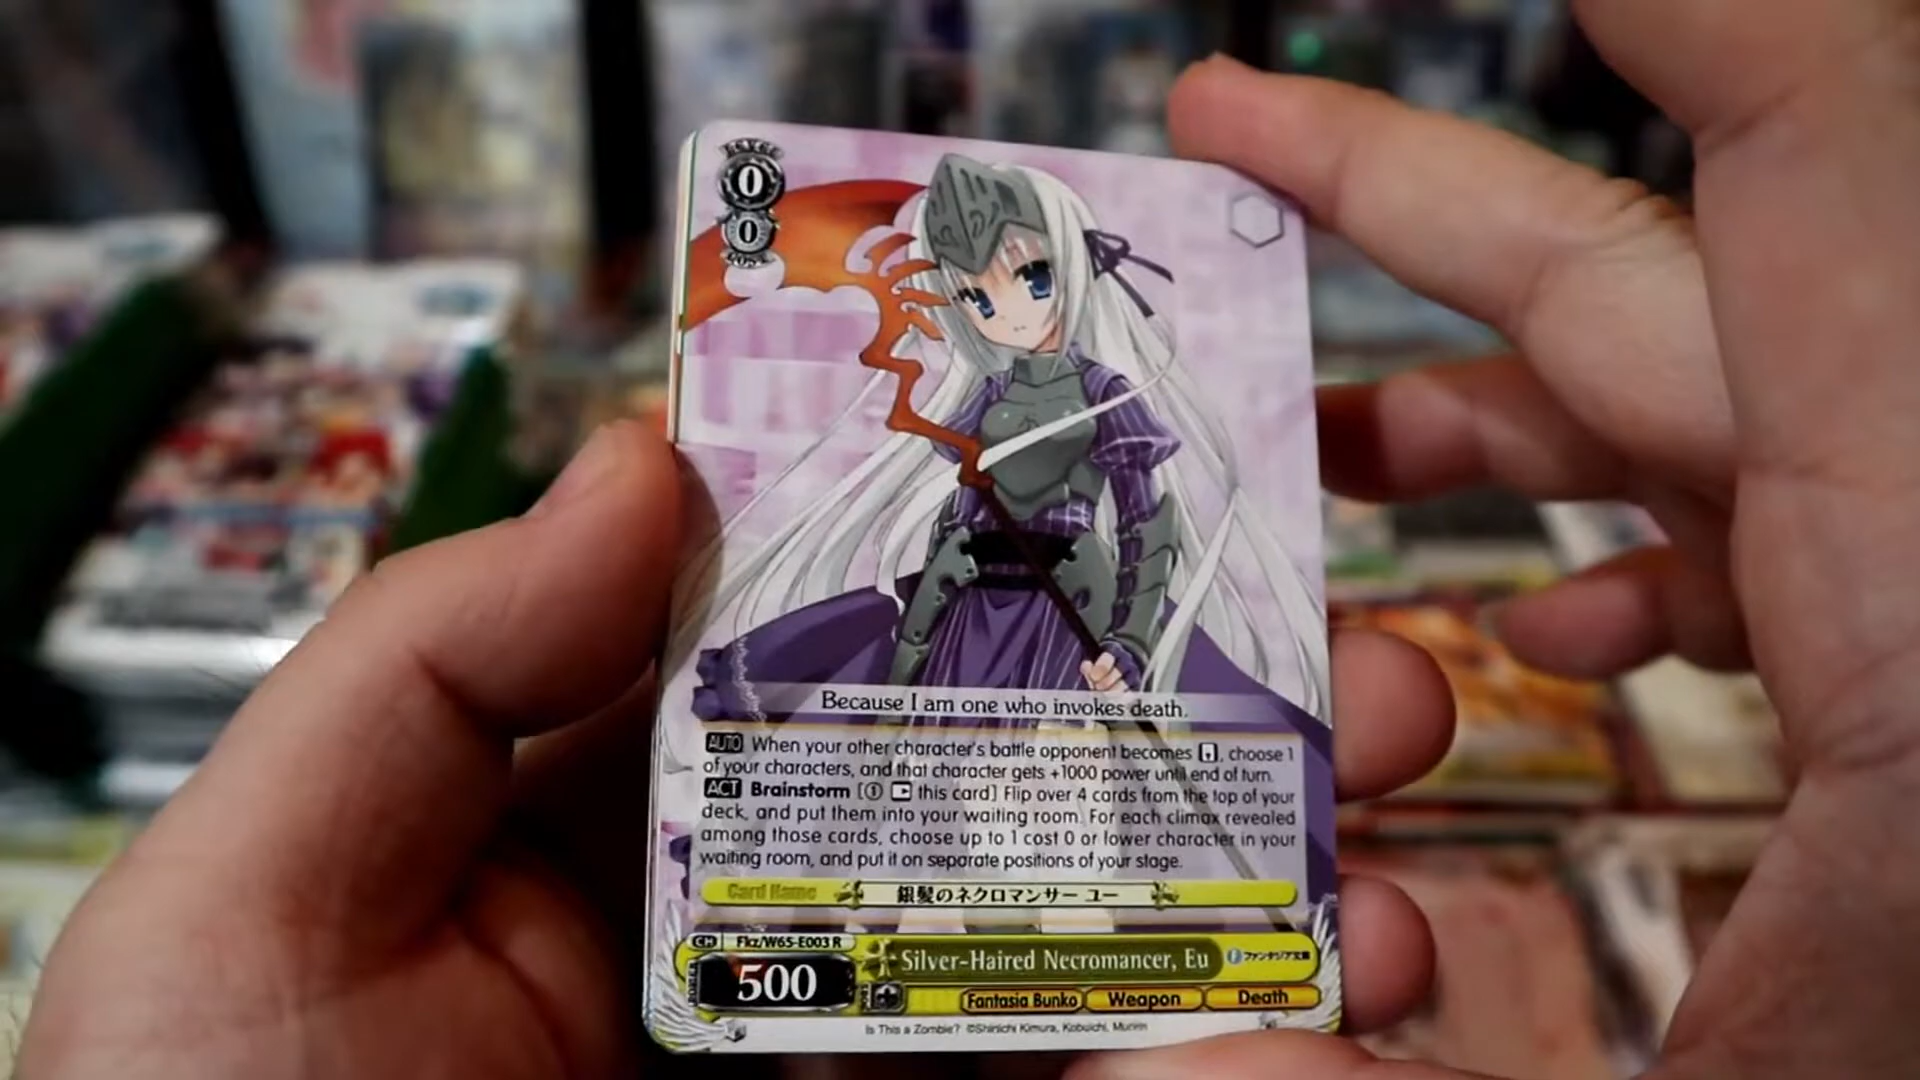 LEVEL
0
0
COST
Because I am one who invokes death.
AUTO When your other character's battle opponent becomes , choose 1
of your characters, and that character gets +1000 power until end of turn.
ACT Brainstorm [① this card] Flip over 4 cards from the top of your
deck, and put them into your waiting room. For each climax revealed
among those cards, choose up to 1 cost 0 or lower character in your
waiting room, and put it on separate positions of your stage.
Card Name 銀髪のネクロマンサー ユー
CH Fkz/W65-E003 R
Silver-Haired Necromancer, Eu ファンタジア文庫
POWER 500 SOUL
Fantasia Bunko Weapon Death
Is This a Zombie? ©Shinichi Kimura, Kobuichi, Muririn